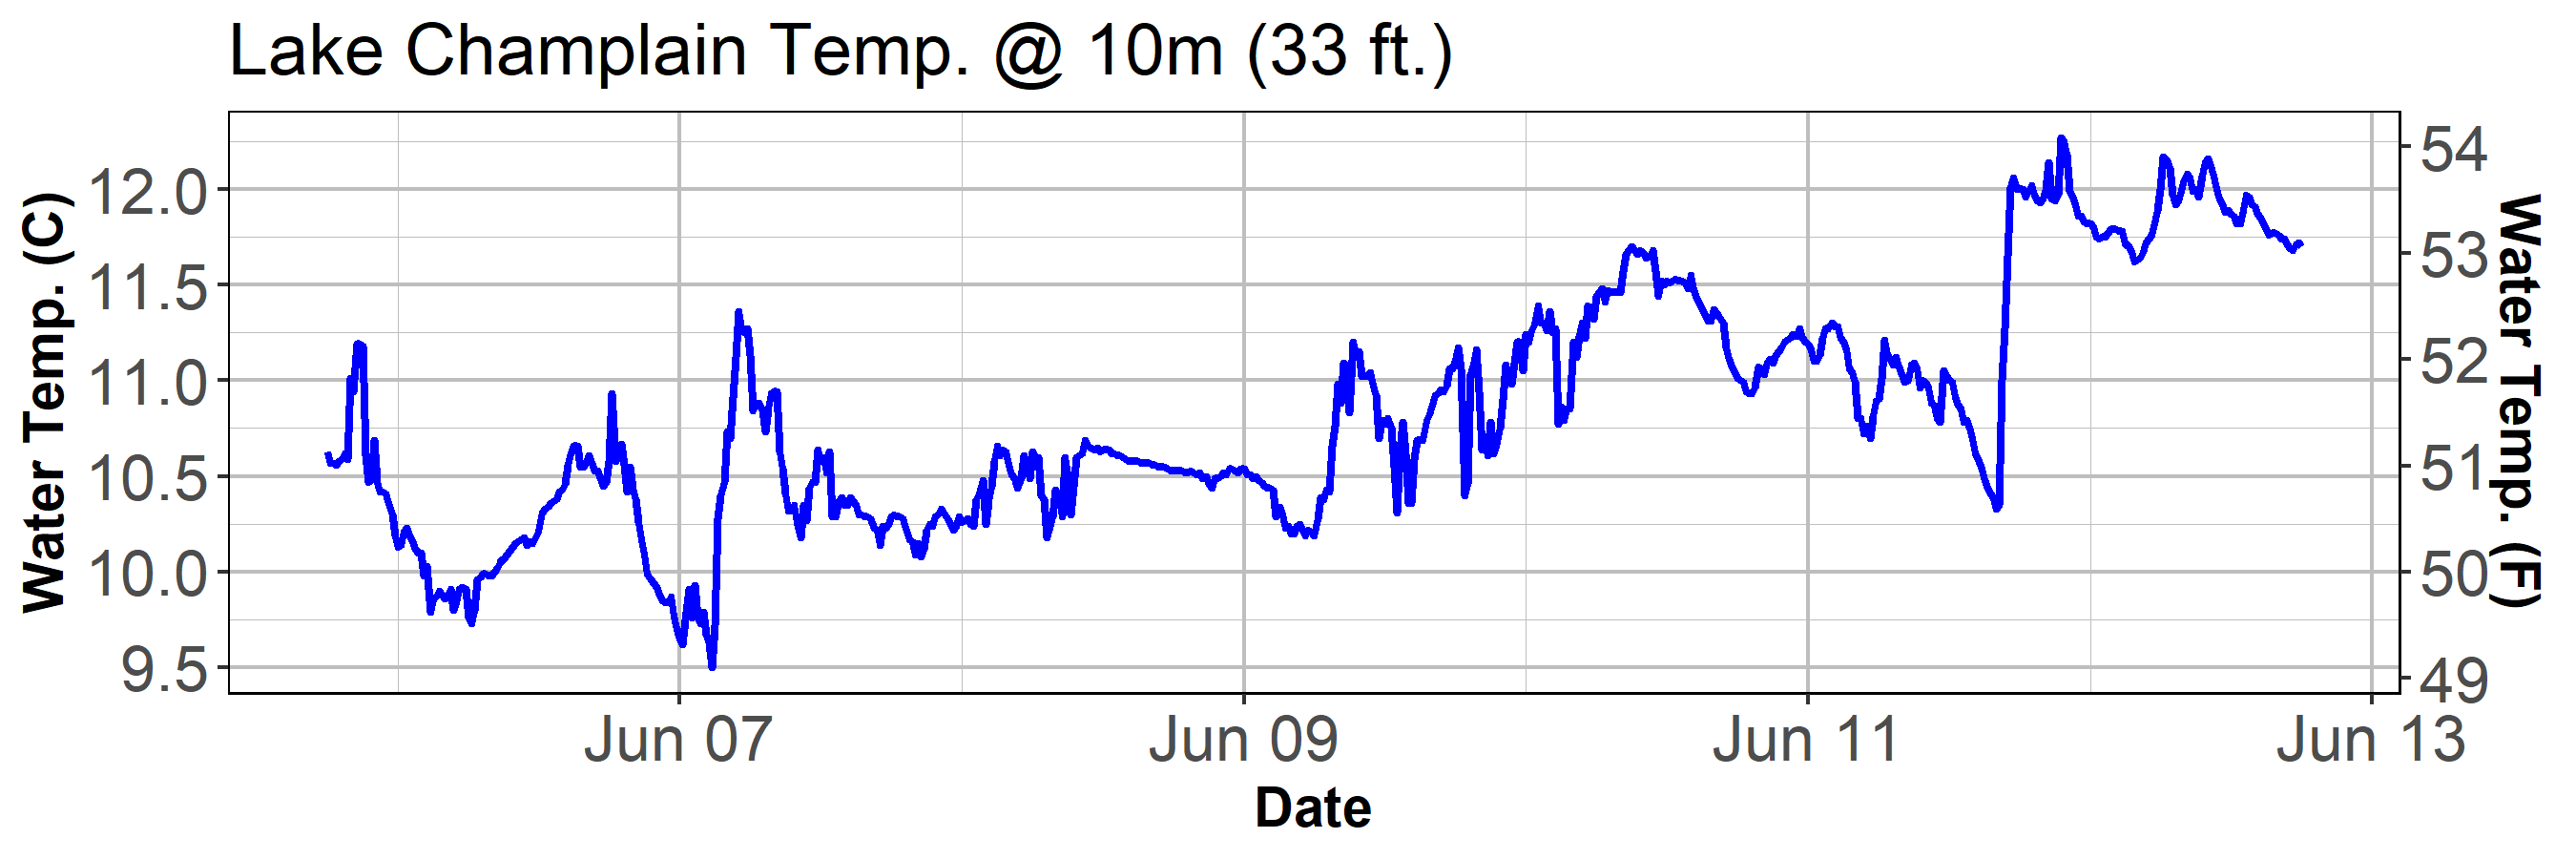 Lake Champlain Temp. @ 10m (33 ft.)
Water Temp. (C)
12.0
11.5
11.0
10.5
10.0
9.5
54
53
52
51
50
49
Water Temp. (F)
Jun 07 Jun 09 Jun 11 Jun 13
Date